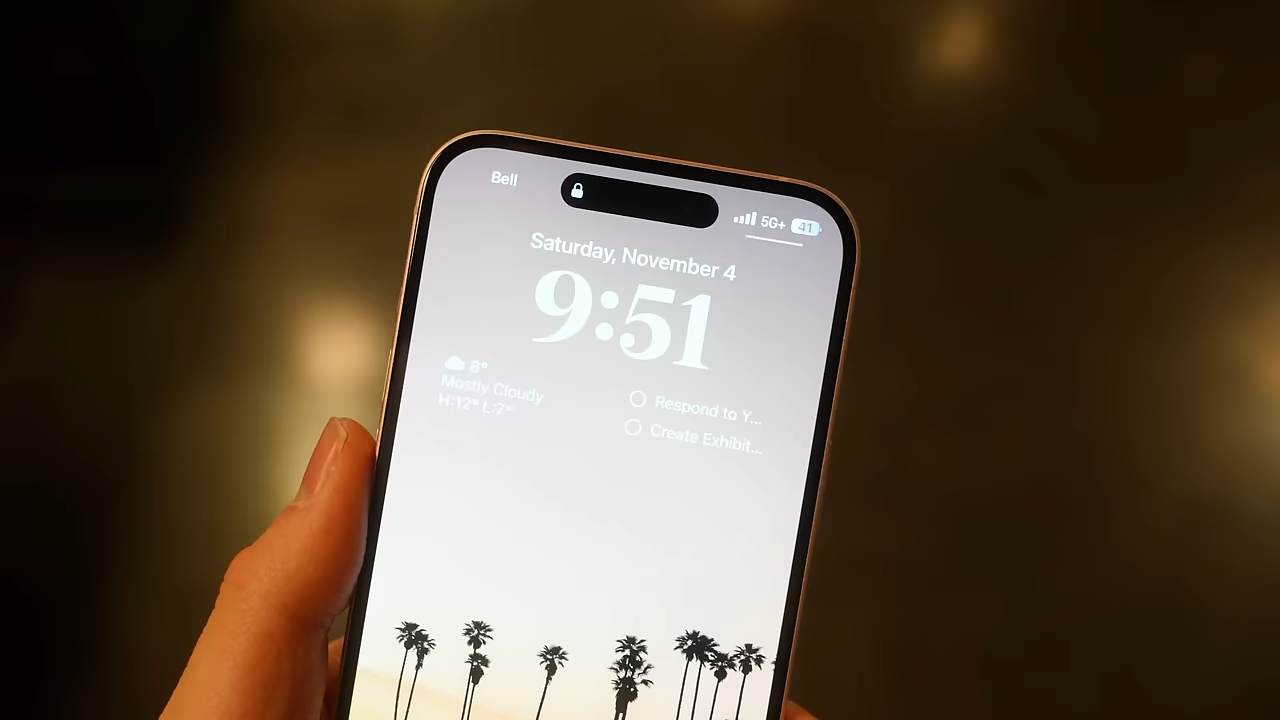 Bell
5G+ 41
Saturday, November 4
9:51
8°
Mostly Cloudy
H:12° L:7°
Respond to Y...
Create Exhibit...